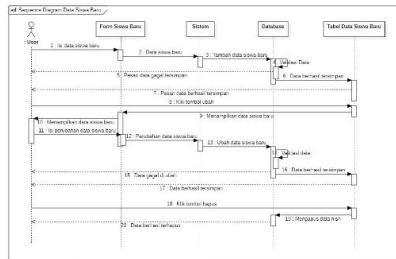 sd Sequence Diagram Data Siswa Baru
: User
Form Siswa Baru
Sistem
Database
Tabel Data Siswa Baru
1 : Isi data siswa baru
2 : Data siswa baru
3 : Tambah data siswa baru
4 : Validasi Data
5 : Pesan data gagal tersimpan
6 : Data berhasil tersimpan
7 : Pesan data berhasil tersimpan
8 : Klik tombol ubah
9 : Menampilkan data siswa baru
10 : Menampilkan data siswa baru
11 : Isi perubahan data siswa baru
12 : Perubahan data siswa baru
13 : Ubah data siswa baru
14 : Validasi data
15 : Data gagal di ubah
16 : Data berhasil tersimpan
17 : Data berhasil tersimpan
18 : Klik tombol hapus
19 : Mengapus data
20 : Data berhasil terhapus